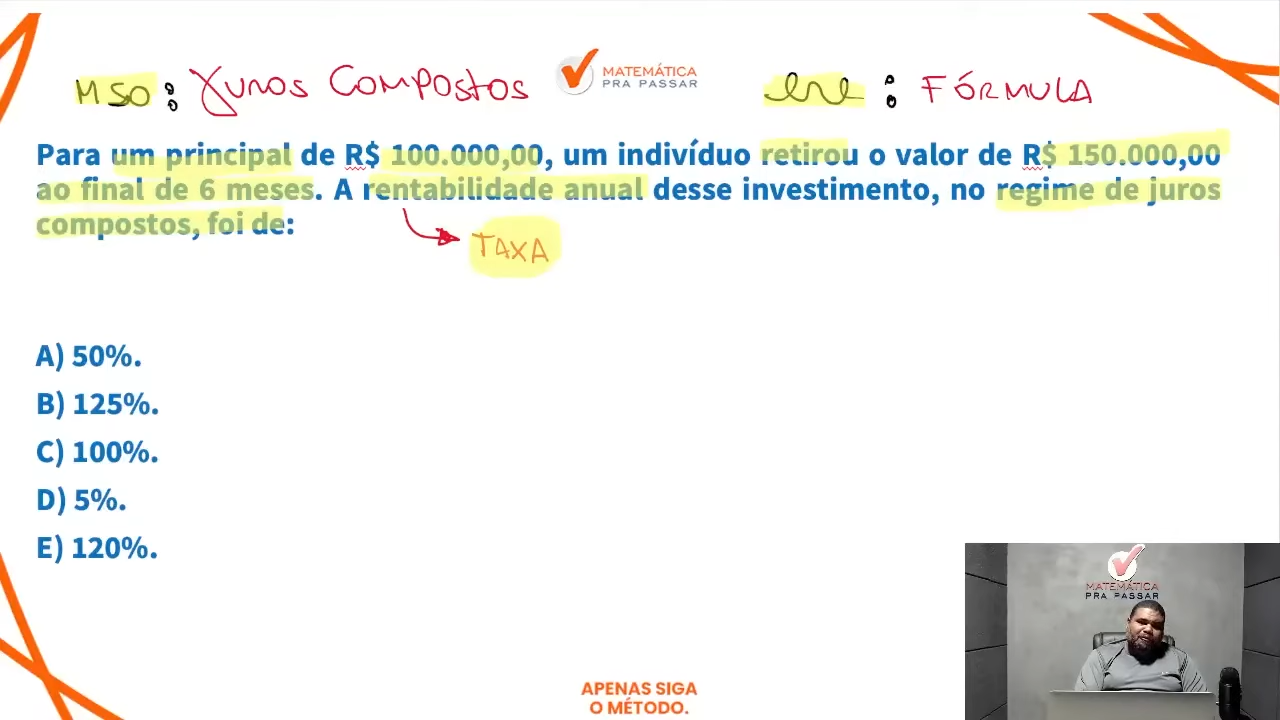 MSO: Juros Compostos
MATEMÁTICA
PRA PASSAR
: FÓRMULA
Para um principal de R$ 100.000,00, um indivíduo retirou o valor de R$ 150.000,00
ao final de 6 meses. A rentabilidade anual desse investimento, no regime de juros
compostos, foi de:
TAXA
A) 50%.
B) 125%.
C) 100%.
D) 5%.
E) 120%.
MATEMÁTICA
PRA PASSAR
APENAS SIGA
O MÉTODO.